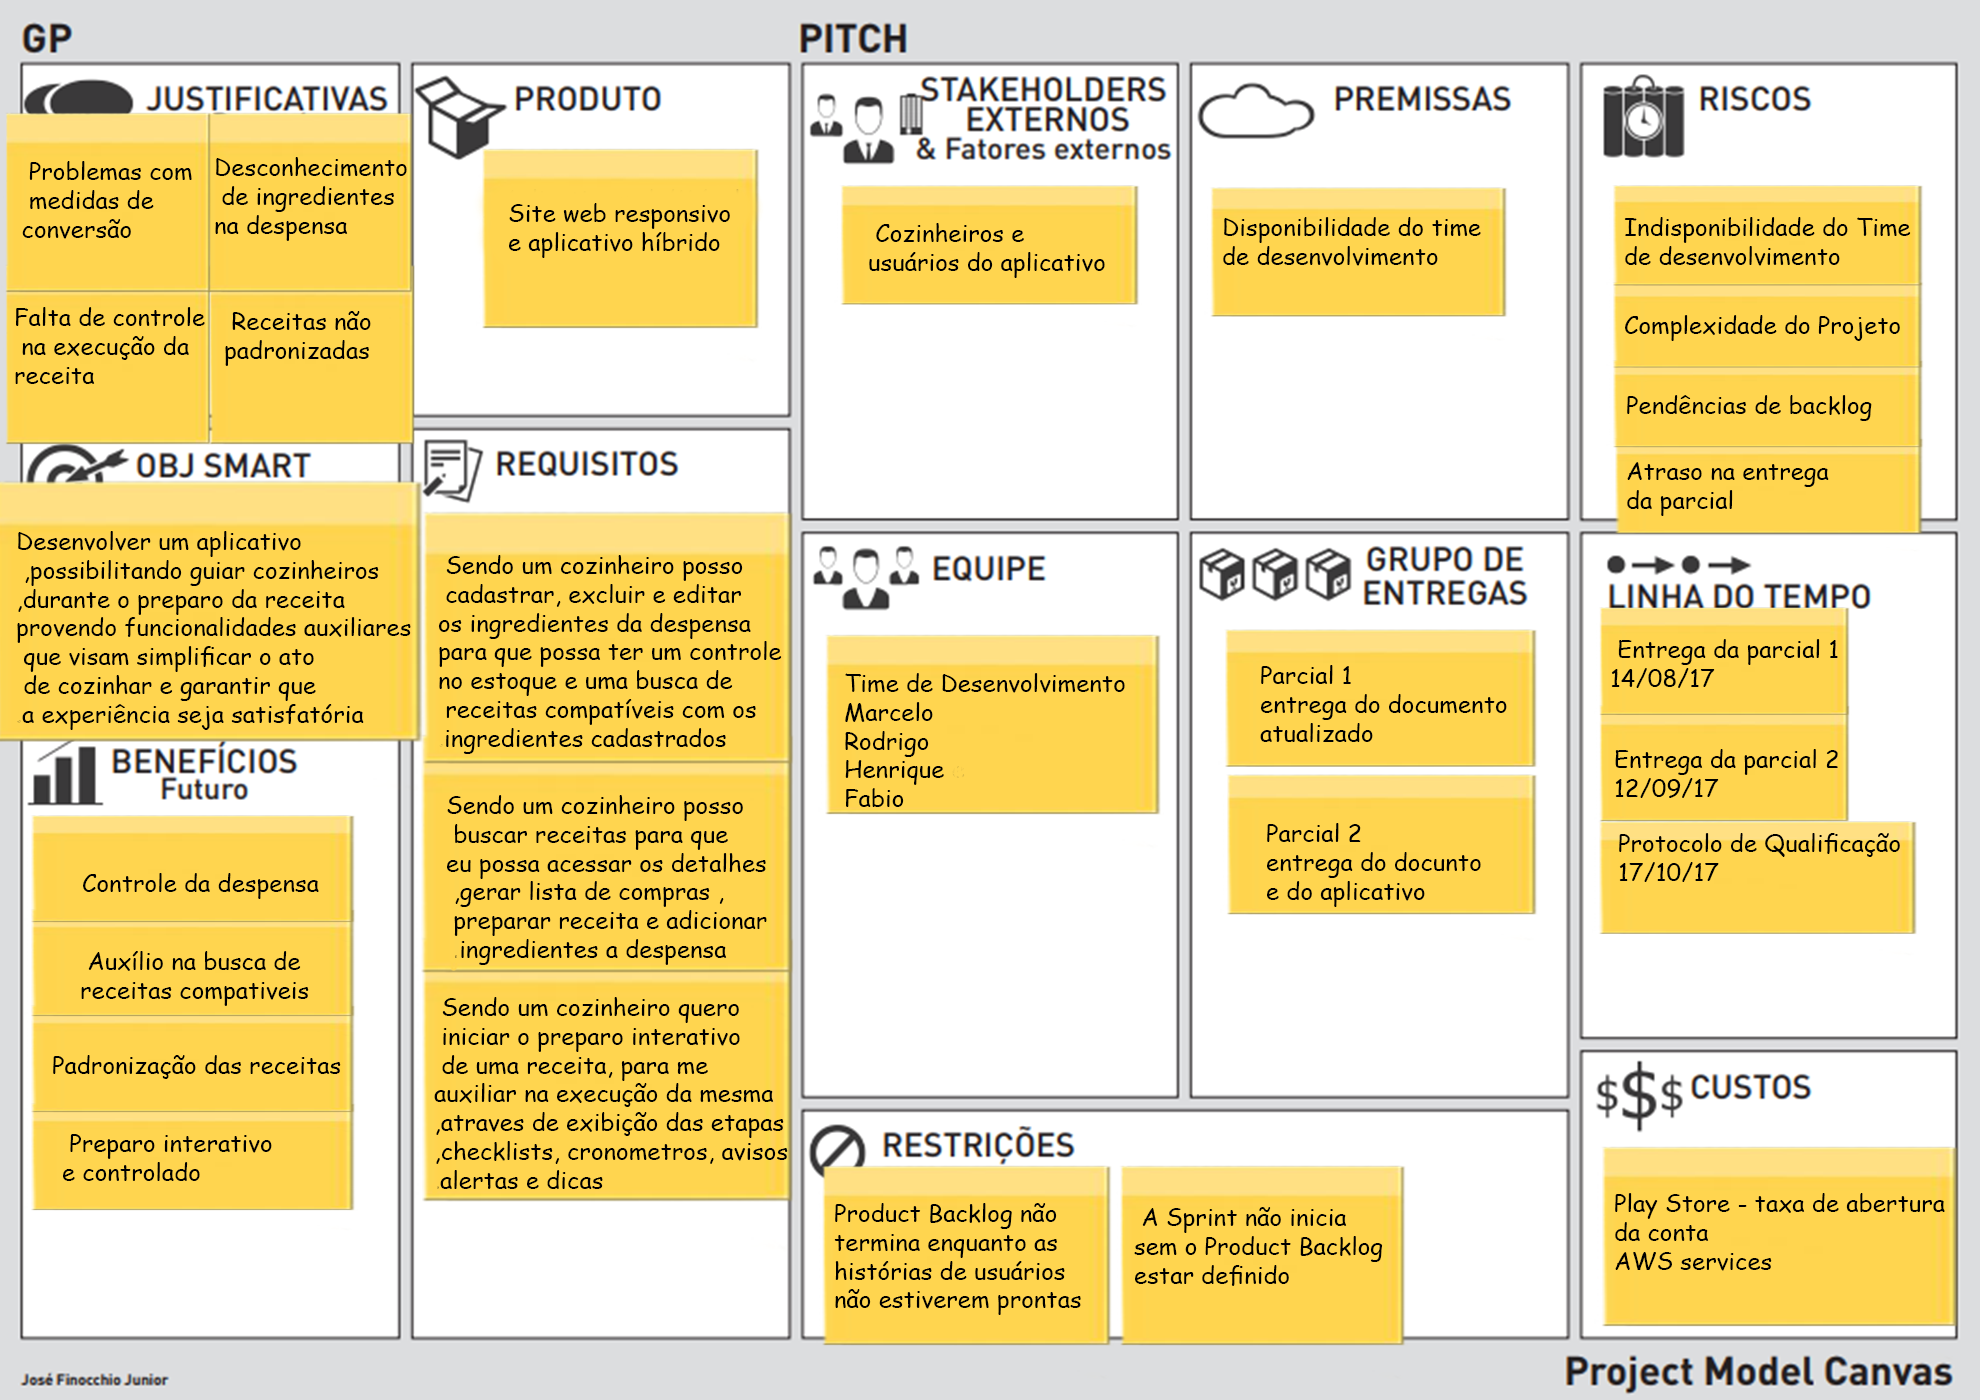 GP
PITCH
JUSTIFICATIVAS
Problemas com
medidas de
conversão
Desconhecimento
de ingredientes
na despensa
Falta de controle
na execução da
receita
Receitas não
padronizadas
OBJ SMART
Desenvolver um aplicativo
,possibilitando guiar cozinheiros
,durante o preparo da receita
provendo funcionalidades auxiliares
que visam simplificar o ato
de cozinhar e garantir que
.a experiência seja satisfatória
BENEFÍCIOS
Futuro
Controle da despensa
Auxílio na busca de
receitas compativeis
Padronização das receitas
Preparo interativo
e controlado
PRODUTO
Site web responsivo
e aplicativo híbrido
REQUISITOS
Sendo um cozinheiro posso
cadastrar, excluir e editar
os ingredientes da despensa
para que possa ter um controle
no estoque e uma busca de
receitas compatíveis com os
.ingredientes cadastrados
Sendo um cozinheiro posso
buscar receitas para que
eu possa acessar os detalhes
,gerar lista de compras ,
preparar receita e adicionar
.ingredientes a despensa
Sendo um cozinheiro quero
iniciar o preparo interativo
de uma receita, para me
auxiliar na execução da mesma
,atraves de exibição das etapas
,checklists, cronometros, avisos
.alertas e dicas
STAKEHOLDERS
EXTERNOS
& Fatores externos
Cozinheiros e
usuários do aplicativo
EQUIPE
Time de Desenvolvimento
Marcelo
Rodrigo
Henrique
Fabio
PREMISSAS
Disponibilidade do time
de desenvolvimento
GRUPO DE
ENTREGAS
Parcial 1
entrega do documento
atualizado
Parcial 2
entrega do docunto
e do aplicativo
RESTRIÇÕES
Product Backlog não
termina enquanto as
histórias de usuários
não estiverem prontas
A Sprint não inicia
sem o Product Backlog
estar definido
RISCOS
Indisponibilidade do Time
de desenvolvimento
Complexidade do Projeto
Pendências de backlog
Atraso na entrega
da parcial
LINHA DO TEMPO
Entrega da parcial 1
14/08/17
Entrega da parcial 2
12/09/17
Protocolo de Qualificação
17/10/17
$$$ CUSTOS
Play Store - taxa de abertura
da conta
AWS services
José Finocchio Junior
Project Model Canvas